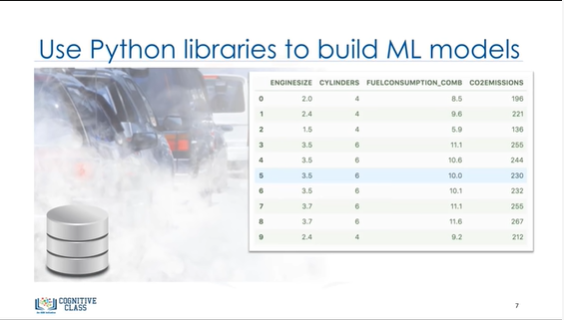 Use Python libraries to build ML models
ENGINESIZE CYLINDERS FUELCONSUMPTION_COMB CO2EMISSIONS
0 2.0 4 8.5 196
1 2.4 4 9.6 221
2 1.5 4 5.9 136
3 3.5 6 11.1 255
4 3.5 6 10.6 244
5 3.5 6 10.0 230
6 3.5 6 10.1 232
7 3.7 6 11.1 255
8 3.7 6 11.6 267
9 2.4 4 9.2 212
COGNITIVE
CLASS
7